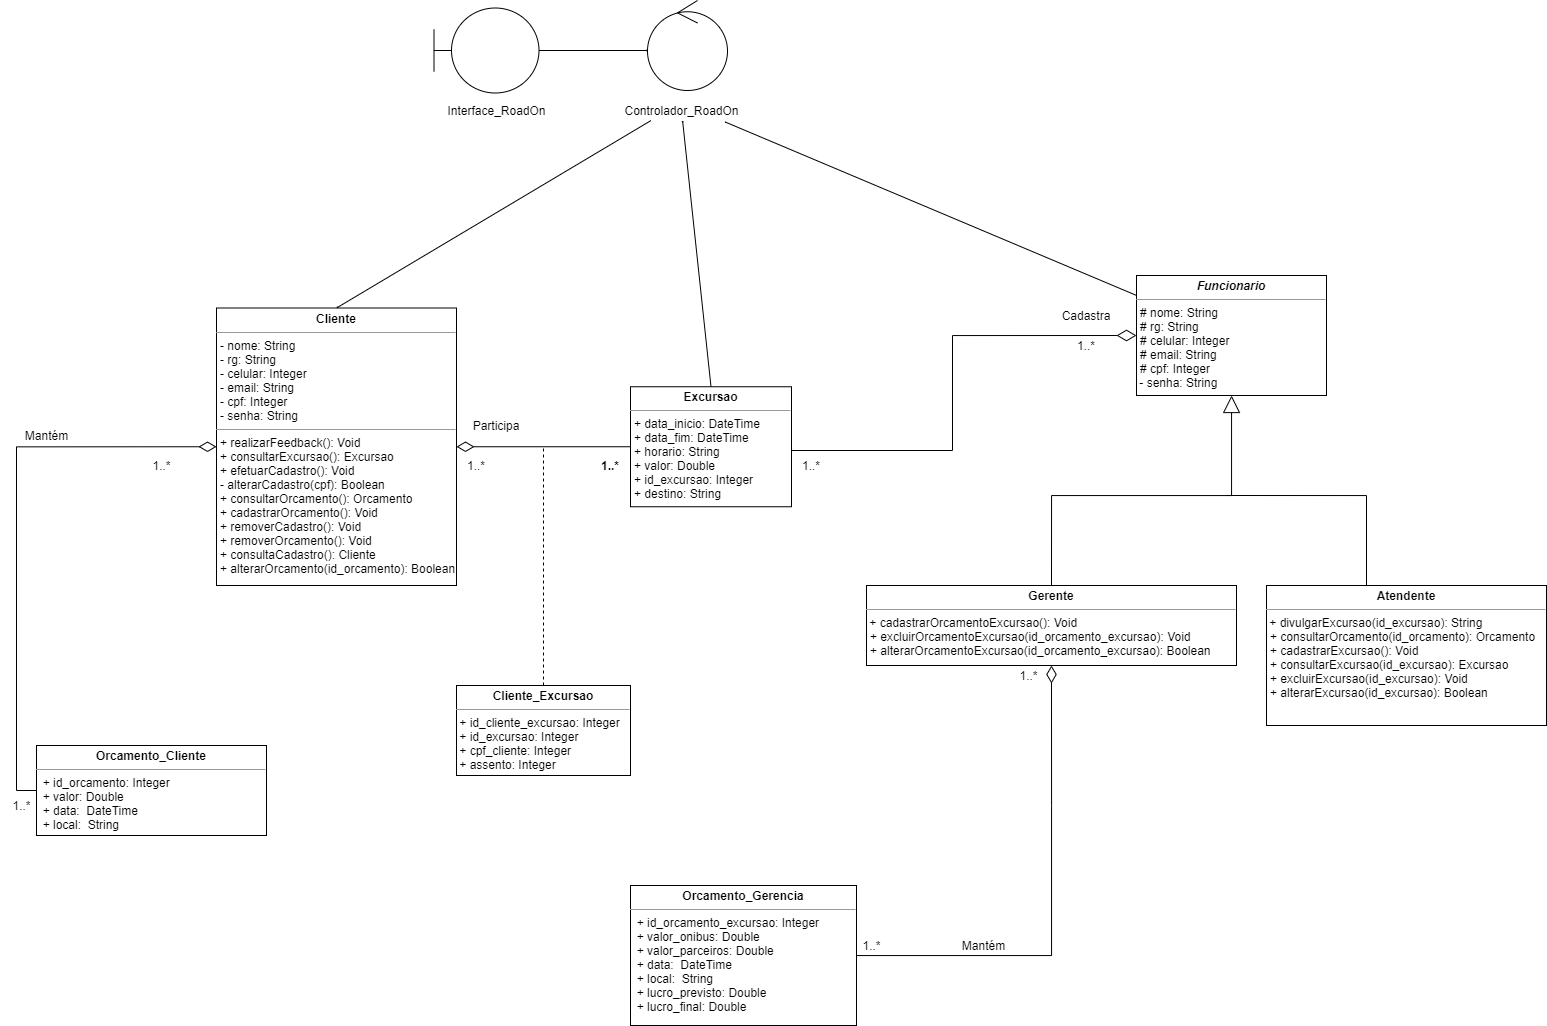 Interface_RoadOn
Controlador_RoadOn
Cliente
- nome: String
- rg: String
- celular: Integer
- email: String
- cpf: Integer
- senha: String
+ realizarFeedback(): Void
+ consultarExcursao(): Excursao
+ efetuarCadastro(): Void
- alterarCadastro(cpf): Boolean
+ consultarOrcamento(): Orcamento
+ cadastrarOrcamento(): Void
+ removerCadastro(): Void
+ removerOrcamento(): Void
+ consultaCadastro(): Cliente
+ alterarOrcamento(id_orcamento): Boolean
Mantém
1..*
1..*
Participa
1..*
1..*
Excursao
+ data_inicio: DateTime
+ data_fim: DateTime
+ horario: String
+ valor: Double
+ id_excursao: Integer
+ destino: String
Cadastra
1..*
1..*
Funcionario
# nome: String
# rg: String
# celular: Integer
# email: String
# cpf: Integer
- senha: String
Gerente
+ cadastrarOrcamentoExcursao(): Void
+ excluirOrcamentoExcursao(id_orcamento_excursao): Void
+ alterarOrcamentoExcursao(id_orcamento_excursao): Boolean
1..*
Atendente
+ divulgarExcursao(id_excursao): String
+ consultarOrcamento(id_orcamento): Orcamento
+ cadastrarExcursao(): Void
+ consultarExcursao(id_excursao): Excursao
+ excluirExcursao(id_excursao): Void
+ alterarExcursao(id_excursao): Boolean
Cliente_Excursao
+ id_cliente_excursao: Integer
+ id_excursao: Integer
+ cpf_cliente: Integer
+ assento: Integer
Orcamento_Cliente
+ id_orcamento: Integer
+ valor: Double
+ data:  DateTime
+ local:  String
Orcamento_Gerencia
+ id_orcamento_excursao: Integer
+ valor_onibus: Double
+ valor_parceiros: Double
+ data:  DateTime
+ local:  String
+ lucro_previsto: Double
+ lucro_final: Double
1..*
Mantém